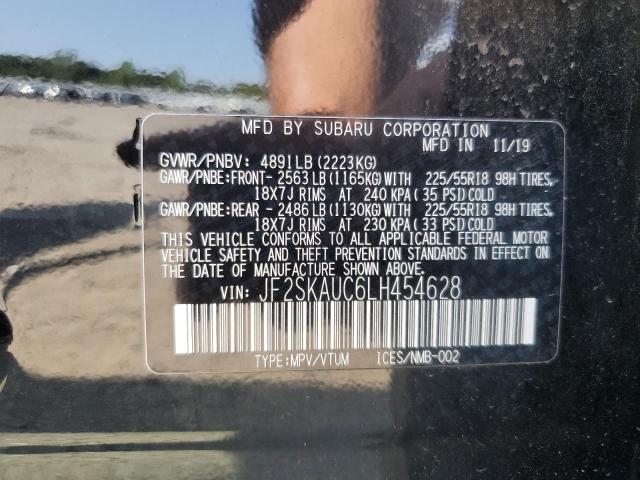 MFD BY SUBARU CORPORATION
MFD IN 11/19
GVWR/PNBV: 4891LB (2223KG)
GAWR/PNBE:FRONT- 2563LB (1165KG) WITH 225/55R18 98H TIRES,
18X7J RIMS AT 240 KPA ( 35 PSI) COLD
GAWR/PNBE:REAR - 2486LB (1130KG) WITH 225/55R18 98H TIRES,
18X7J RIMS AT 230 KPA ( 33 PSI) COLD
THIS VEHICLE CONFORMS TO ALL APPLICABLE FEDERAL MOTOR
VEHICLE SAFETY AND THEFT PREVENTION STANDARDS IN EFFECT ON
THE DATE OF MANUFACTURE SHOWN ABOVE.
VIN: JF2SKAUC6LH454628
TYPE:MPV/VTUM ICES/NMB-002